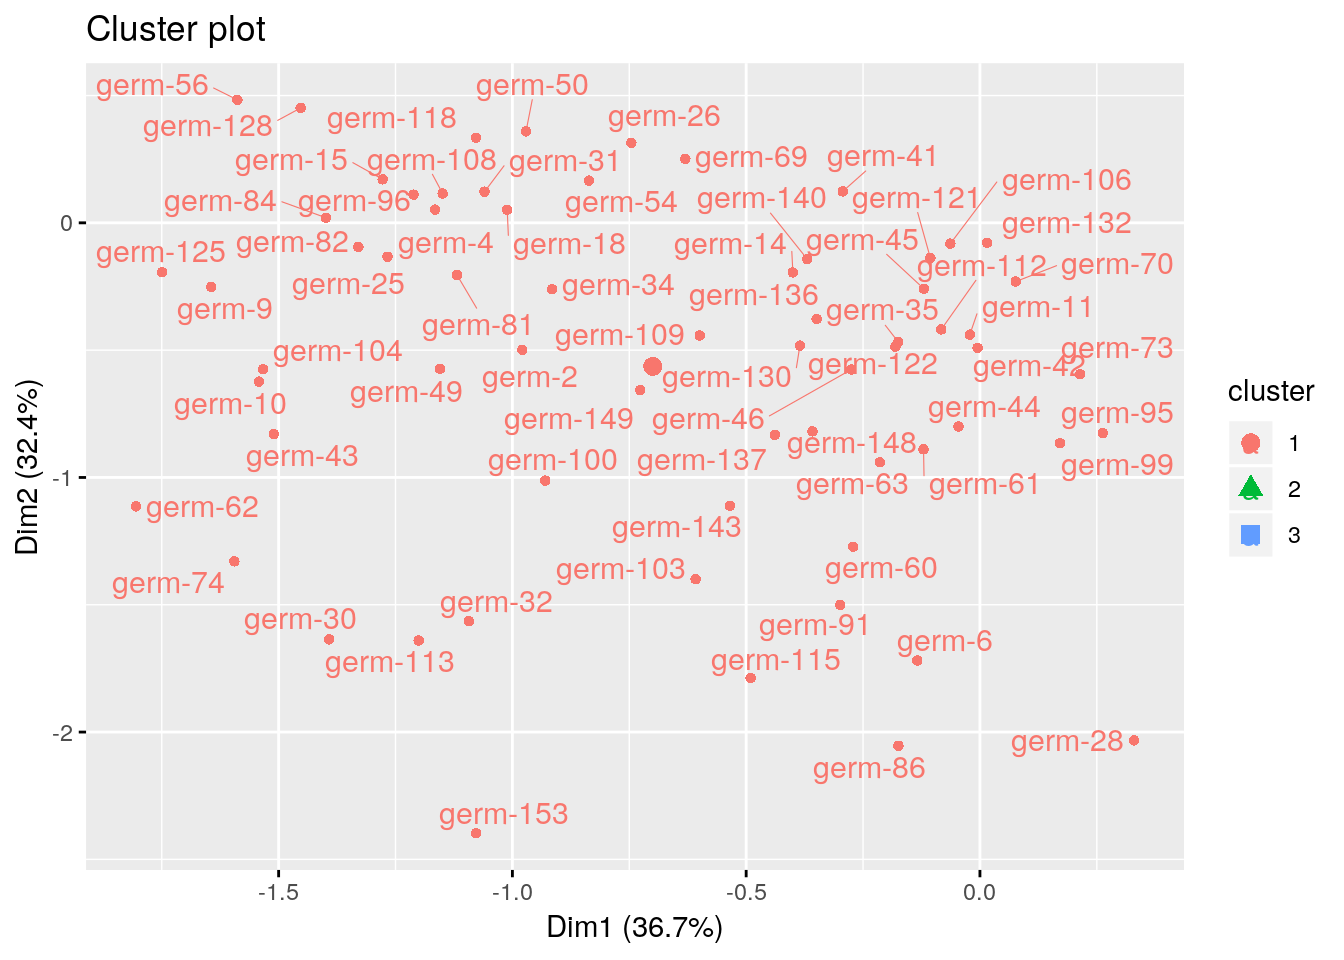 Cluster plot
germ-56
germ-50
germ-128
germ-118
germ-26
germ-15
germ-108
germ-31
germ-69
germ-41
germ-106
germ-84
germ-96
germ-54
germ-140
germ-121
germ-132
germ-125
germ-82
germ-4
germ-18
germ-14
germ-45
germ-112
germ-70
germ-25
germ-34
germ-136
germ-9
germ-81
germ-109
germ-35
germ-11
germ-104
germ-73
germ-10
germ-49
germ-2
germ-130
germ-122
germ-42
germ-149
germ-46
germ-44
germ-95
germ-43
germ-100
germ-137
germ-148
germ-99
germ-63
germ-61
germ-62
germ-143
germ-74
germ-103
germ-60
germ-30
germ-32
germ-91
germ-6
germ-113
germ-115
germ-28
germ-86
germ-153
0
-1
-2
Dim2 (32.4%)
-1.5
-1.0
-0.5
0.0
Dim1 (36.7%)
cluster
1
2
3